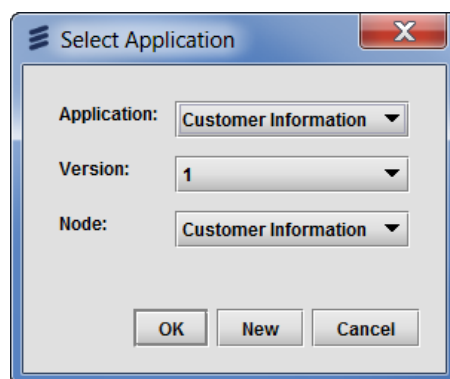 Select Application
Application: Customer Information
Version: 1
Node: Customer Information
OK New Cancel